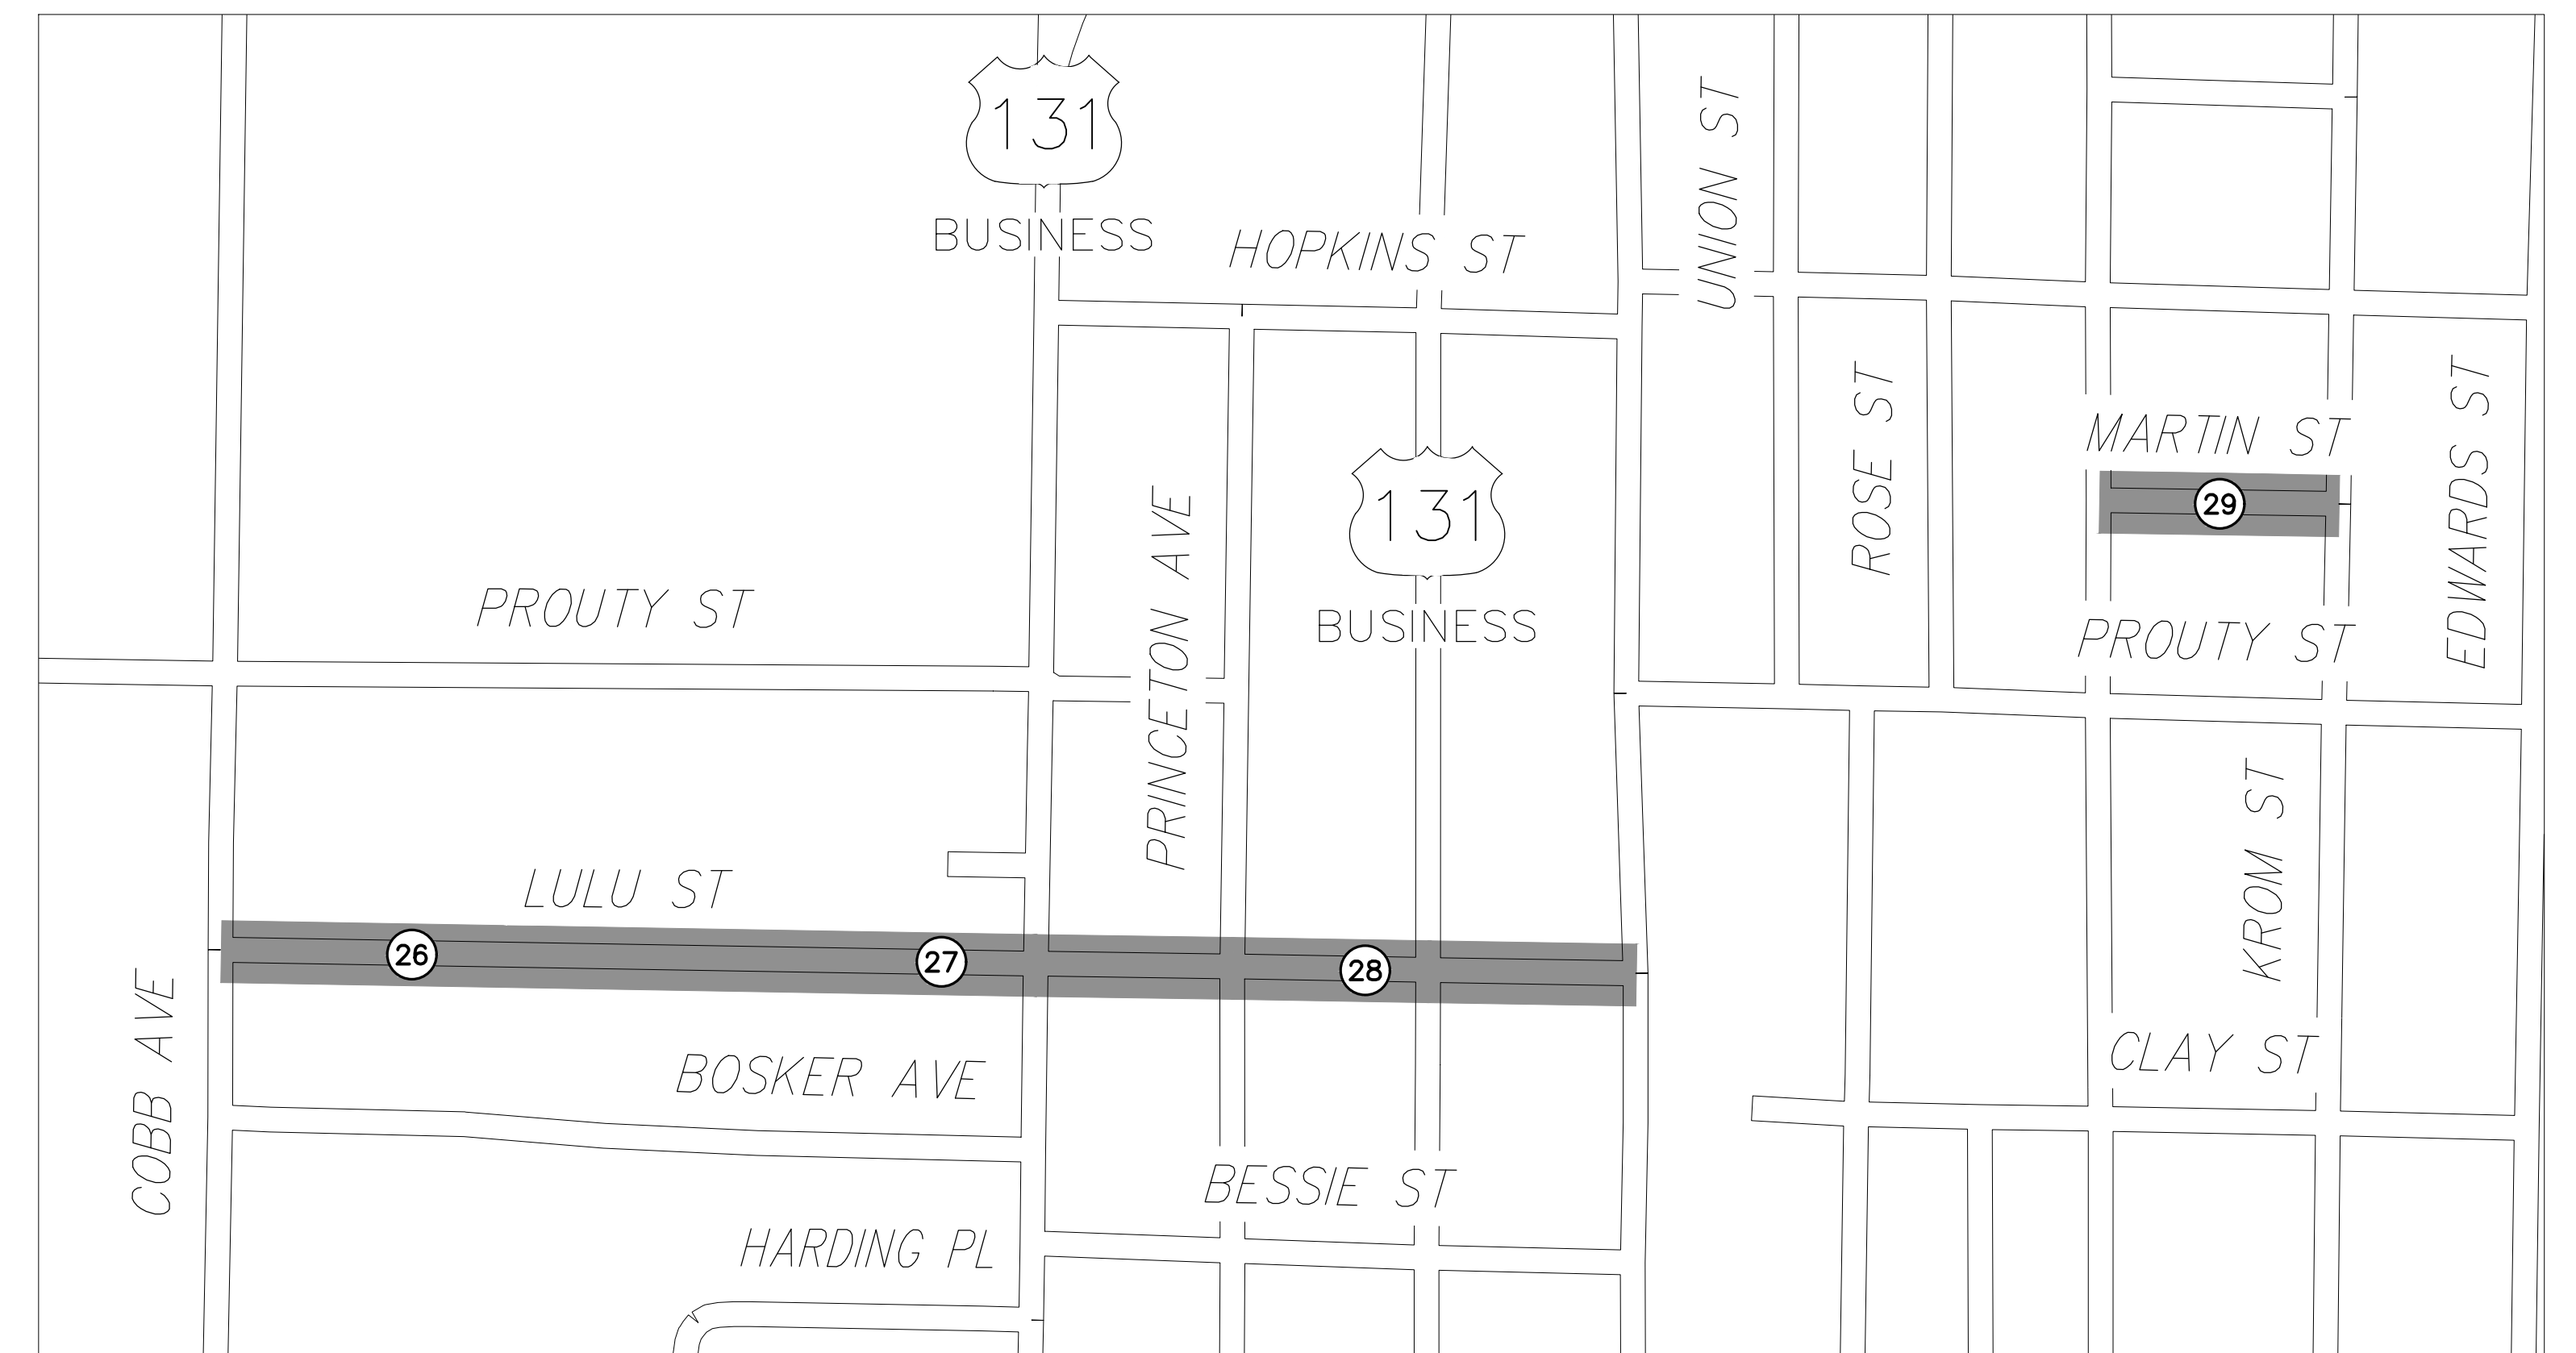 131
BUSINESS
HOPKINS ST
UNION ST
ROSE ST
MARTIN ST
29
EDWARDS ST
131
BUSINESS
PRINCETON AVE
PROUTY ST
PROUTY ST
KROM ST
LULU ST
26
27
28
COBB AVE
BOSKER AVE
CLAY ST
BESSIE ST
HARDING PL